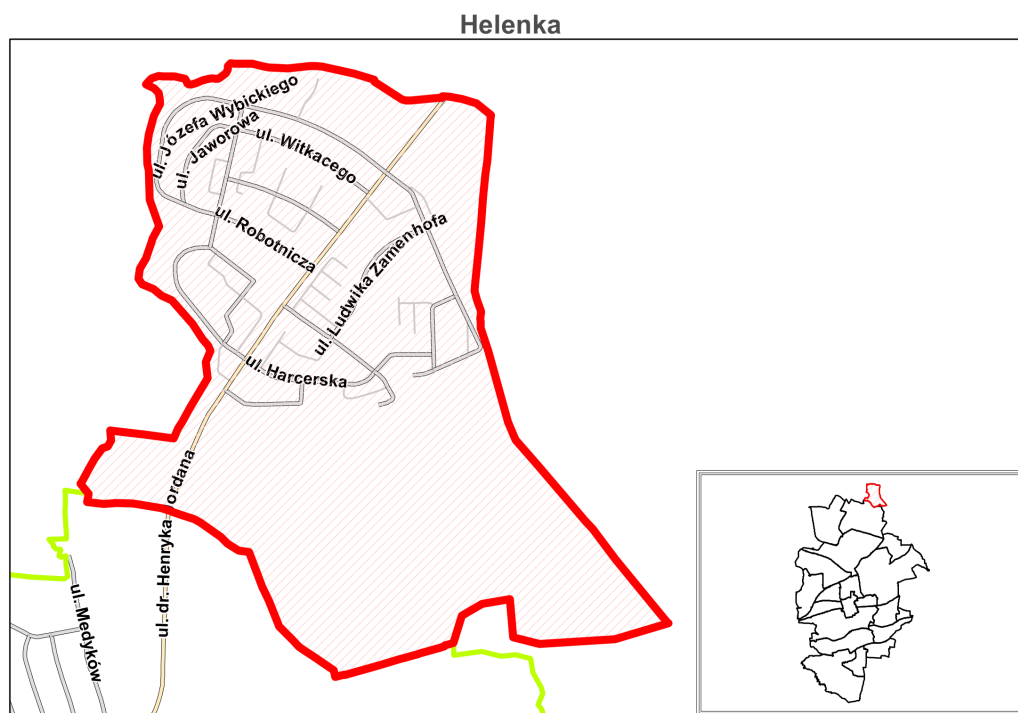 Helenka
ul. Józefa Wybickiego
ul. Jaworowa
ul. Witkacego
ul. Robotnicza
ul. Ludwika Zamenhofa
ul. Harcerska
ul. dr. Henryka Jordana
ul. Medyków